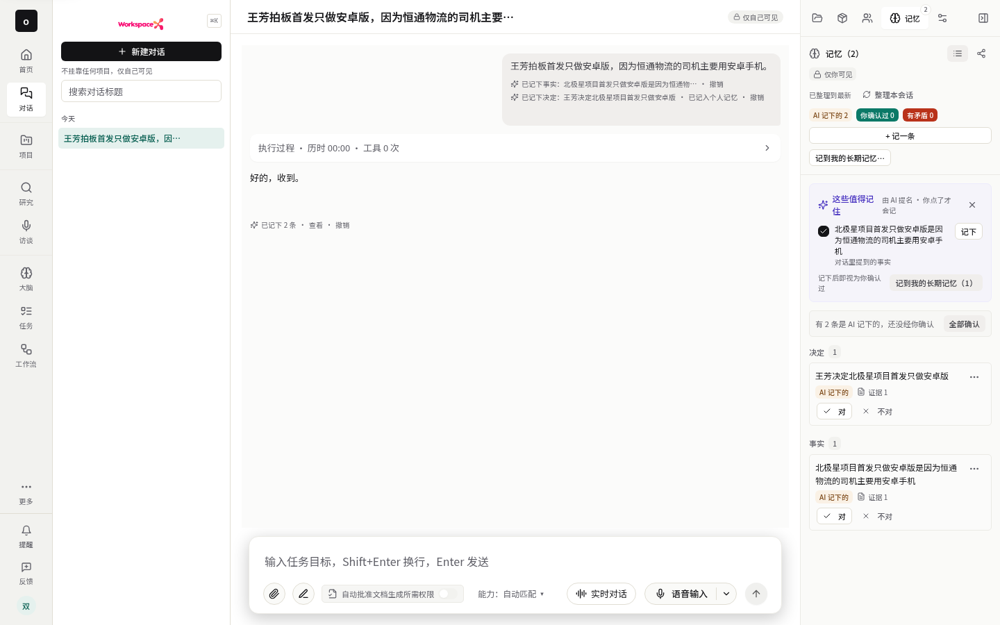 o
首页
对话
项目
研究
访谈
大脑
任务
工作流
更多
提醒
反馈
双
WorkspaceX
⌘K
+ 新建对话
不挂靠任何项目，仅自己可见
搜索对话标题
今天
王芳拍板首发只做安卓版，因…
王芳拍板首发只做安卓版，因为恒通物流的司机主要…
仅自己可见
王芳拍板首发只做安卓版，因为恒通物流的司机主要用安卓手机。
已记下事实：北极星项目首发只做安卓版是因为恒通物… · 撤销
已记下决定：王芳决定北极星项目首发只做安卓版 · 已记入个人记忆 · 撤销
执行过程 · 历时 00:00 · 工具 0 次
好的，收到。
已记下 2 条 · 查看 · 撤销
输入任务目标，Shift+Enter 换行，Enter 发送
自动批准文档生成所需权限
能力：自动匹配
实时对话
语音输入
记忆
2
记忆（2）
仅你可见
已整理到最新
整理本会话
AI 记下的 2
你确认过 0
有矛盾 0
+ 记一条
记到我的长期记忆…
这些值得记
住
由 AI 提名 · 你点了才
会记
北极星项目首发只做安卓版是因
为恒通物流的司机主要用安卓手
机
对话里提到的事实
记下
记下后即视为你确认
过
记到我的长期记忆（1）
有 2 条是 AI 记下的，还没经你确认
全部确认
决定 1
王芳决定北极星项目首发只做安卓版
AI 记下的
证据 1
对
不对
事实 1
北极星项目首发只做安卓版是因为恒通
物流的司机主要用安卓手机
AI 记下的
证据 1
对
不对